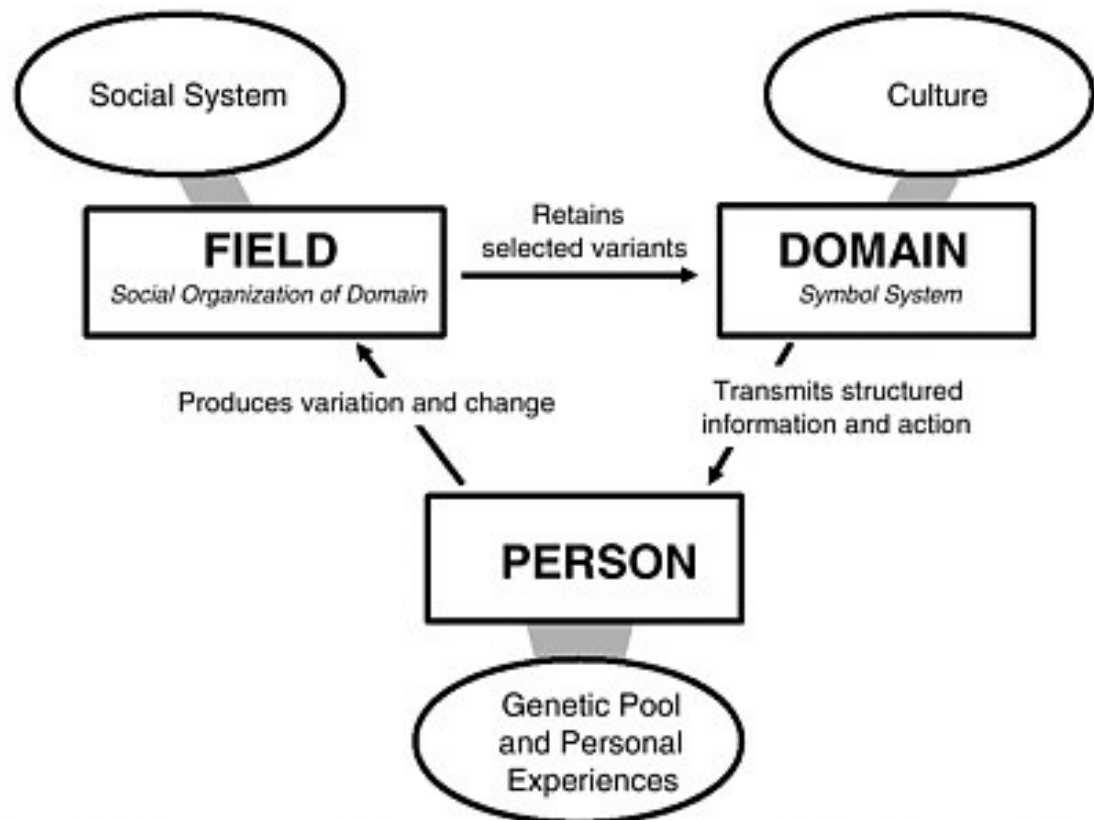 Social System
Culture
FIELD
Social Organization of Domain
Retains
selected variants
DOMAIN
Symbol System
Produces variation and change
Transmits structured
information and action
PERSON
Genetic Pool
and Personal
Experiences